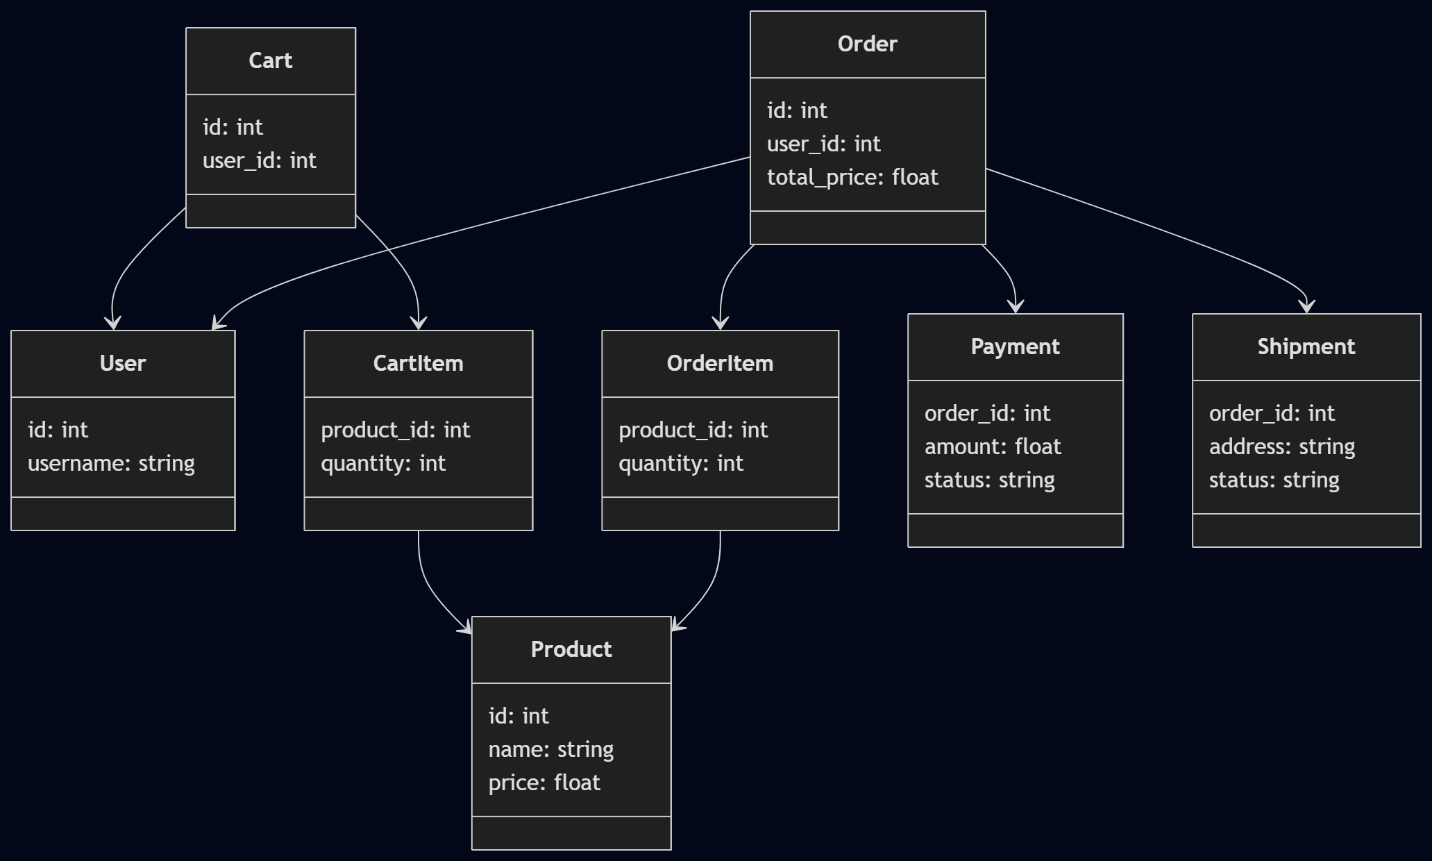 Cart
id: int
user_id: int
Order
id: int
user_id: int
total_price: float
User
id: int
username: string
CartItem
product_id: int
quantity: int
OrderItem
product_id: int
quantity: int
Payment
order_id: int
amount: float
status: string
Shipment
order_id: int
address: string
status: string
Product
id: int
name: string
price: float